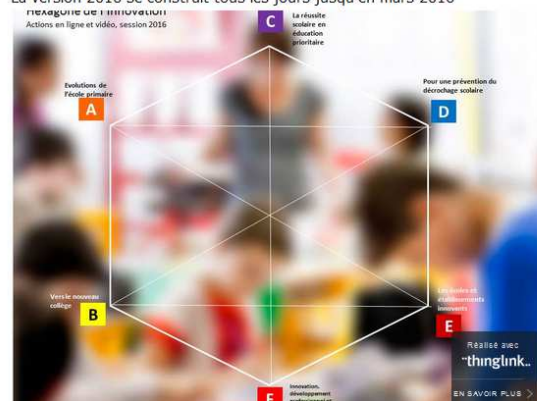 La version 2016 se construit tous les jours jusqu'en mars 2016
Hexagone de l'innovation
Actions en ligne et vidéo, session 2016
C
La réussite
scolaire en
éducation
prioritaire
Evolutions de
l'école primaire
A
Pour une prévention du
décrochage scolaire
D
Vers le nouveau
collège
B
établissements
innovants
E
Réalisé avec
"thinglink..
EN SAVOIR PLUS >
F
Innovation,
développement
professionnel et